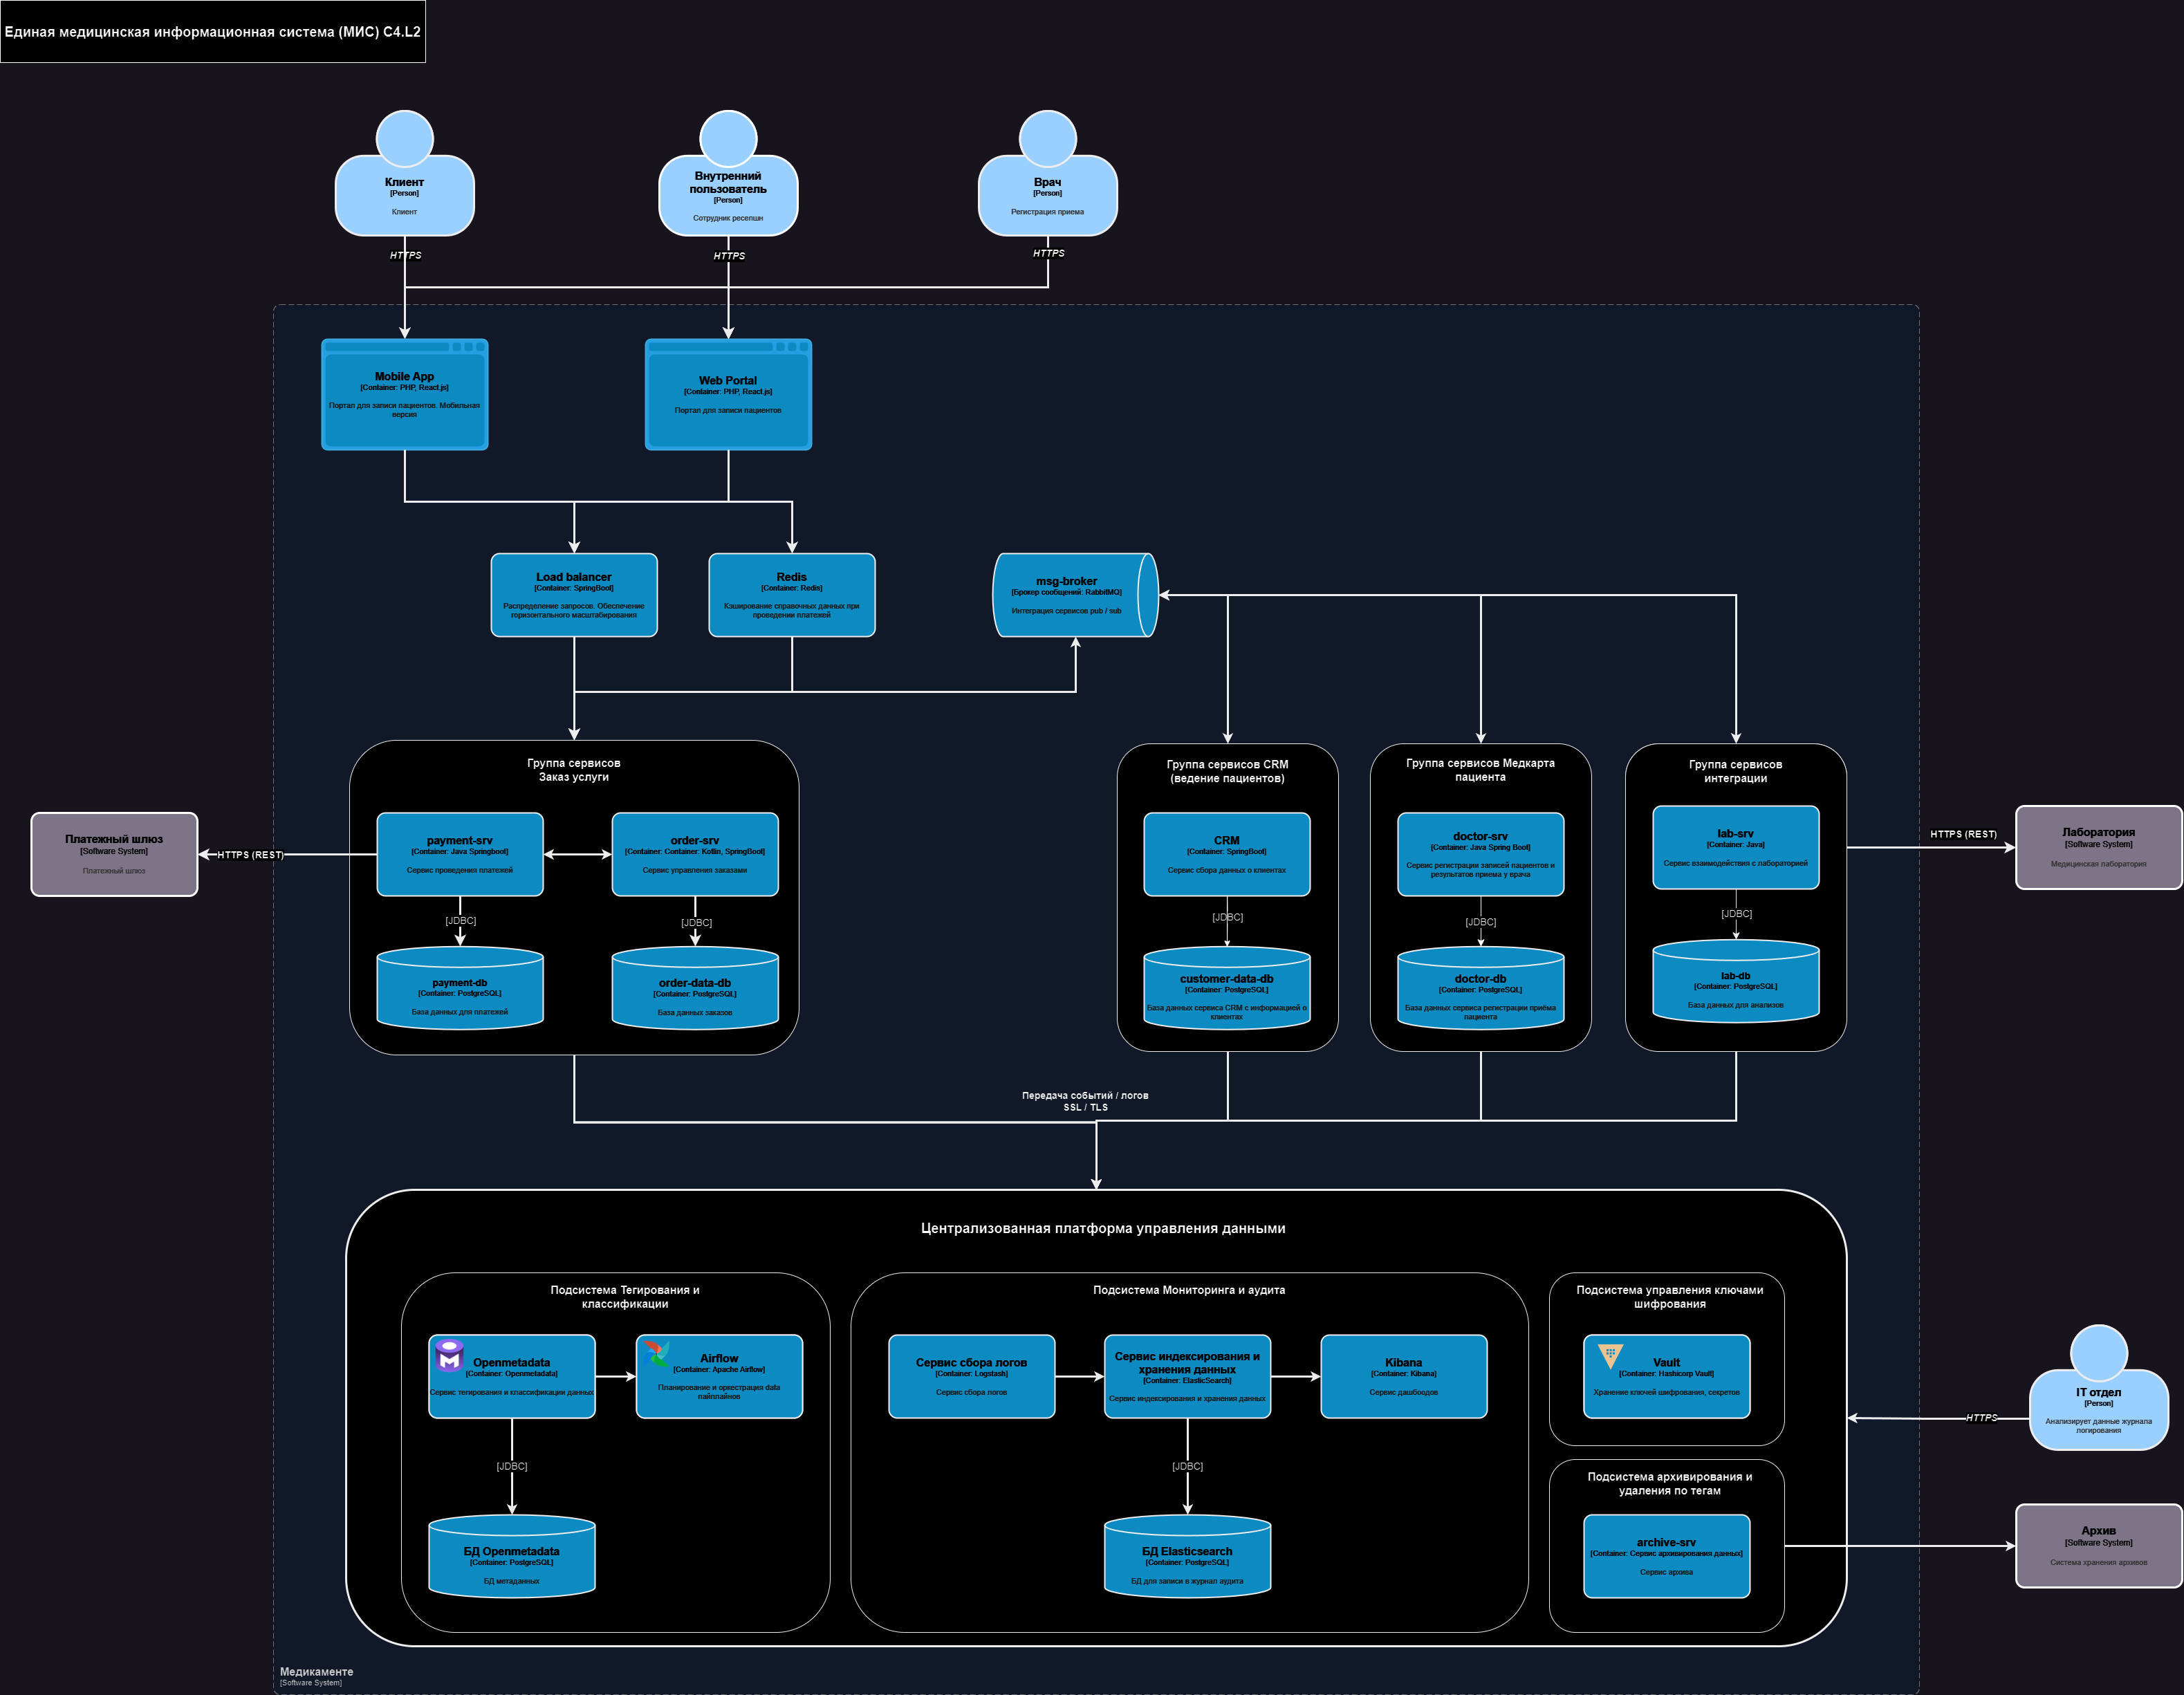 Единая медицинская информационная система (МИС) C4.L2
Клиент
[Person]
Клиент
Внутренний
пользователь
[Person]
Сотрудник ресепшн
Врач
[Person]
Регистрация приема
HTTPS
HTTPS
HTTPS
Mobile App
[Container: PHP, React.js]
Портал для записи пациентов. Мобильная
версия
Web Portal
[Container: PHP, React.js]
Портал для записи пациентов
Load balancer
[Container: SpringBool]
Распределение запросов. Обеспечение
горизонтального масштабирования
Redis
[Container: Redis]
Кэширование справочных данных при
проведении платежей
msg-broker
[Брокер сообщений: RabbitMQ]
Интеграция сервисов pub / sub
Группа сервисов
Заказ услуги
payment-srv
[Container: Java Springboot]
Сервис проведения платежей
order-srv
[Container: Container: Kotlin, SpringBoot]
Сервис управления заказами
[JDBC]
[JDBC]
payment-db
[Container: PostgreSQL]
База данных для платежей
order-data-db
[Container: PostgreSQL]
База данных заказов
Группа сервисов CRM
(ведение пациентов)
CRM
[Container: SpringBoot]
Сервис сбора данных о клиентах
[JDBC]
customer-data-db
[Container: PostgreSQL]
База данных сервиса CRM с информацией о
клиентах
Группа сервисов Медкарта
пациента
doctor-srv
[Container: Java Spring Boot]
Сервис регистрации записей пациентов и
результатов приема у врача
[JDBC]
doctor-db
[Container: PostgreSQL]
База данных сервиса регистрации приёма
пациента
Группа сервисов
интеграции
lab-srv
[Container: Java]
Сервис взаимодействия с лабораторией
[JDBC]
lab-db
[Container: PostgreSQL]
База данных для анализов
Платежный шлюз
[Software System]
Платежный шлюз
HTTPS (REST)
HTTPS (REST)
Лаборатория
[Software System]
Медицинская лаборатория
Передача событий / логов
SSL / TLS
Централизованная платформа управления данными
Подсистема Тегирования и
классификации
Openmetadata
[Container: Openmetadata]
Сервис тегирования и классификации данных
Airflow
[Container: Apache Airflow]
Планирование и оркестрация data
пайплайнов
[JDBC]
БД Openmetadata
[Container: PostgreSQL]
БД метаданных
Подсистема Мониторинга и аудита
Сервис сбора логов
[Container: Logstash]
Сервис сбора логов
Сервис индексирования и
хранения данных
[Container: ElasticSearch]
Сервис индексирования и хранения данных
Kibana
[Container: Kibana]
Сервис дашбоодов
[JDBC]
БД Elasticsearch
[Container: PostgreSQL]
БД для записи в журнал аудита
Подсистема управления ключами
шифрования
Vault
[Container: Hashicorp Vault]
Хранение ключей шифрования, секретов
Подсистема архивирования и
удаления по тегам
archive-srv
[Container: Сервис архивирования данных]
Сервис архива
HTTPS
IT отдел
[Person]
Анализирует данные журнала
логирования
Архив
[Software System]
Система хранения архивов
Медикаменте
[Software System]